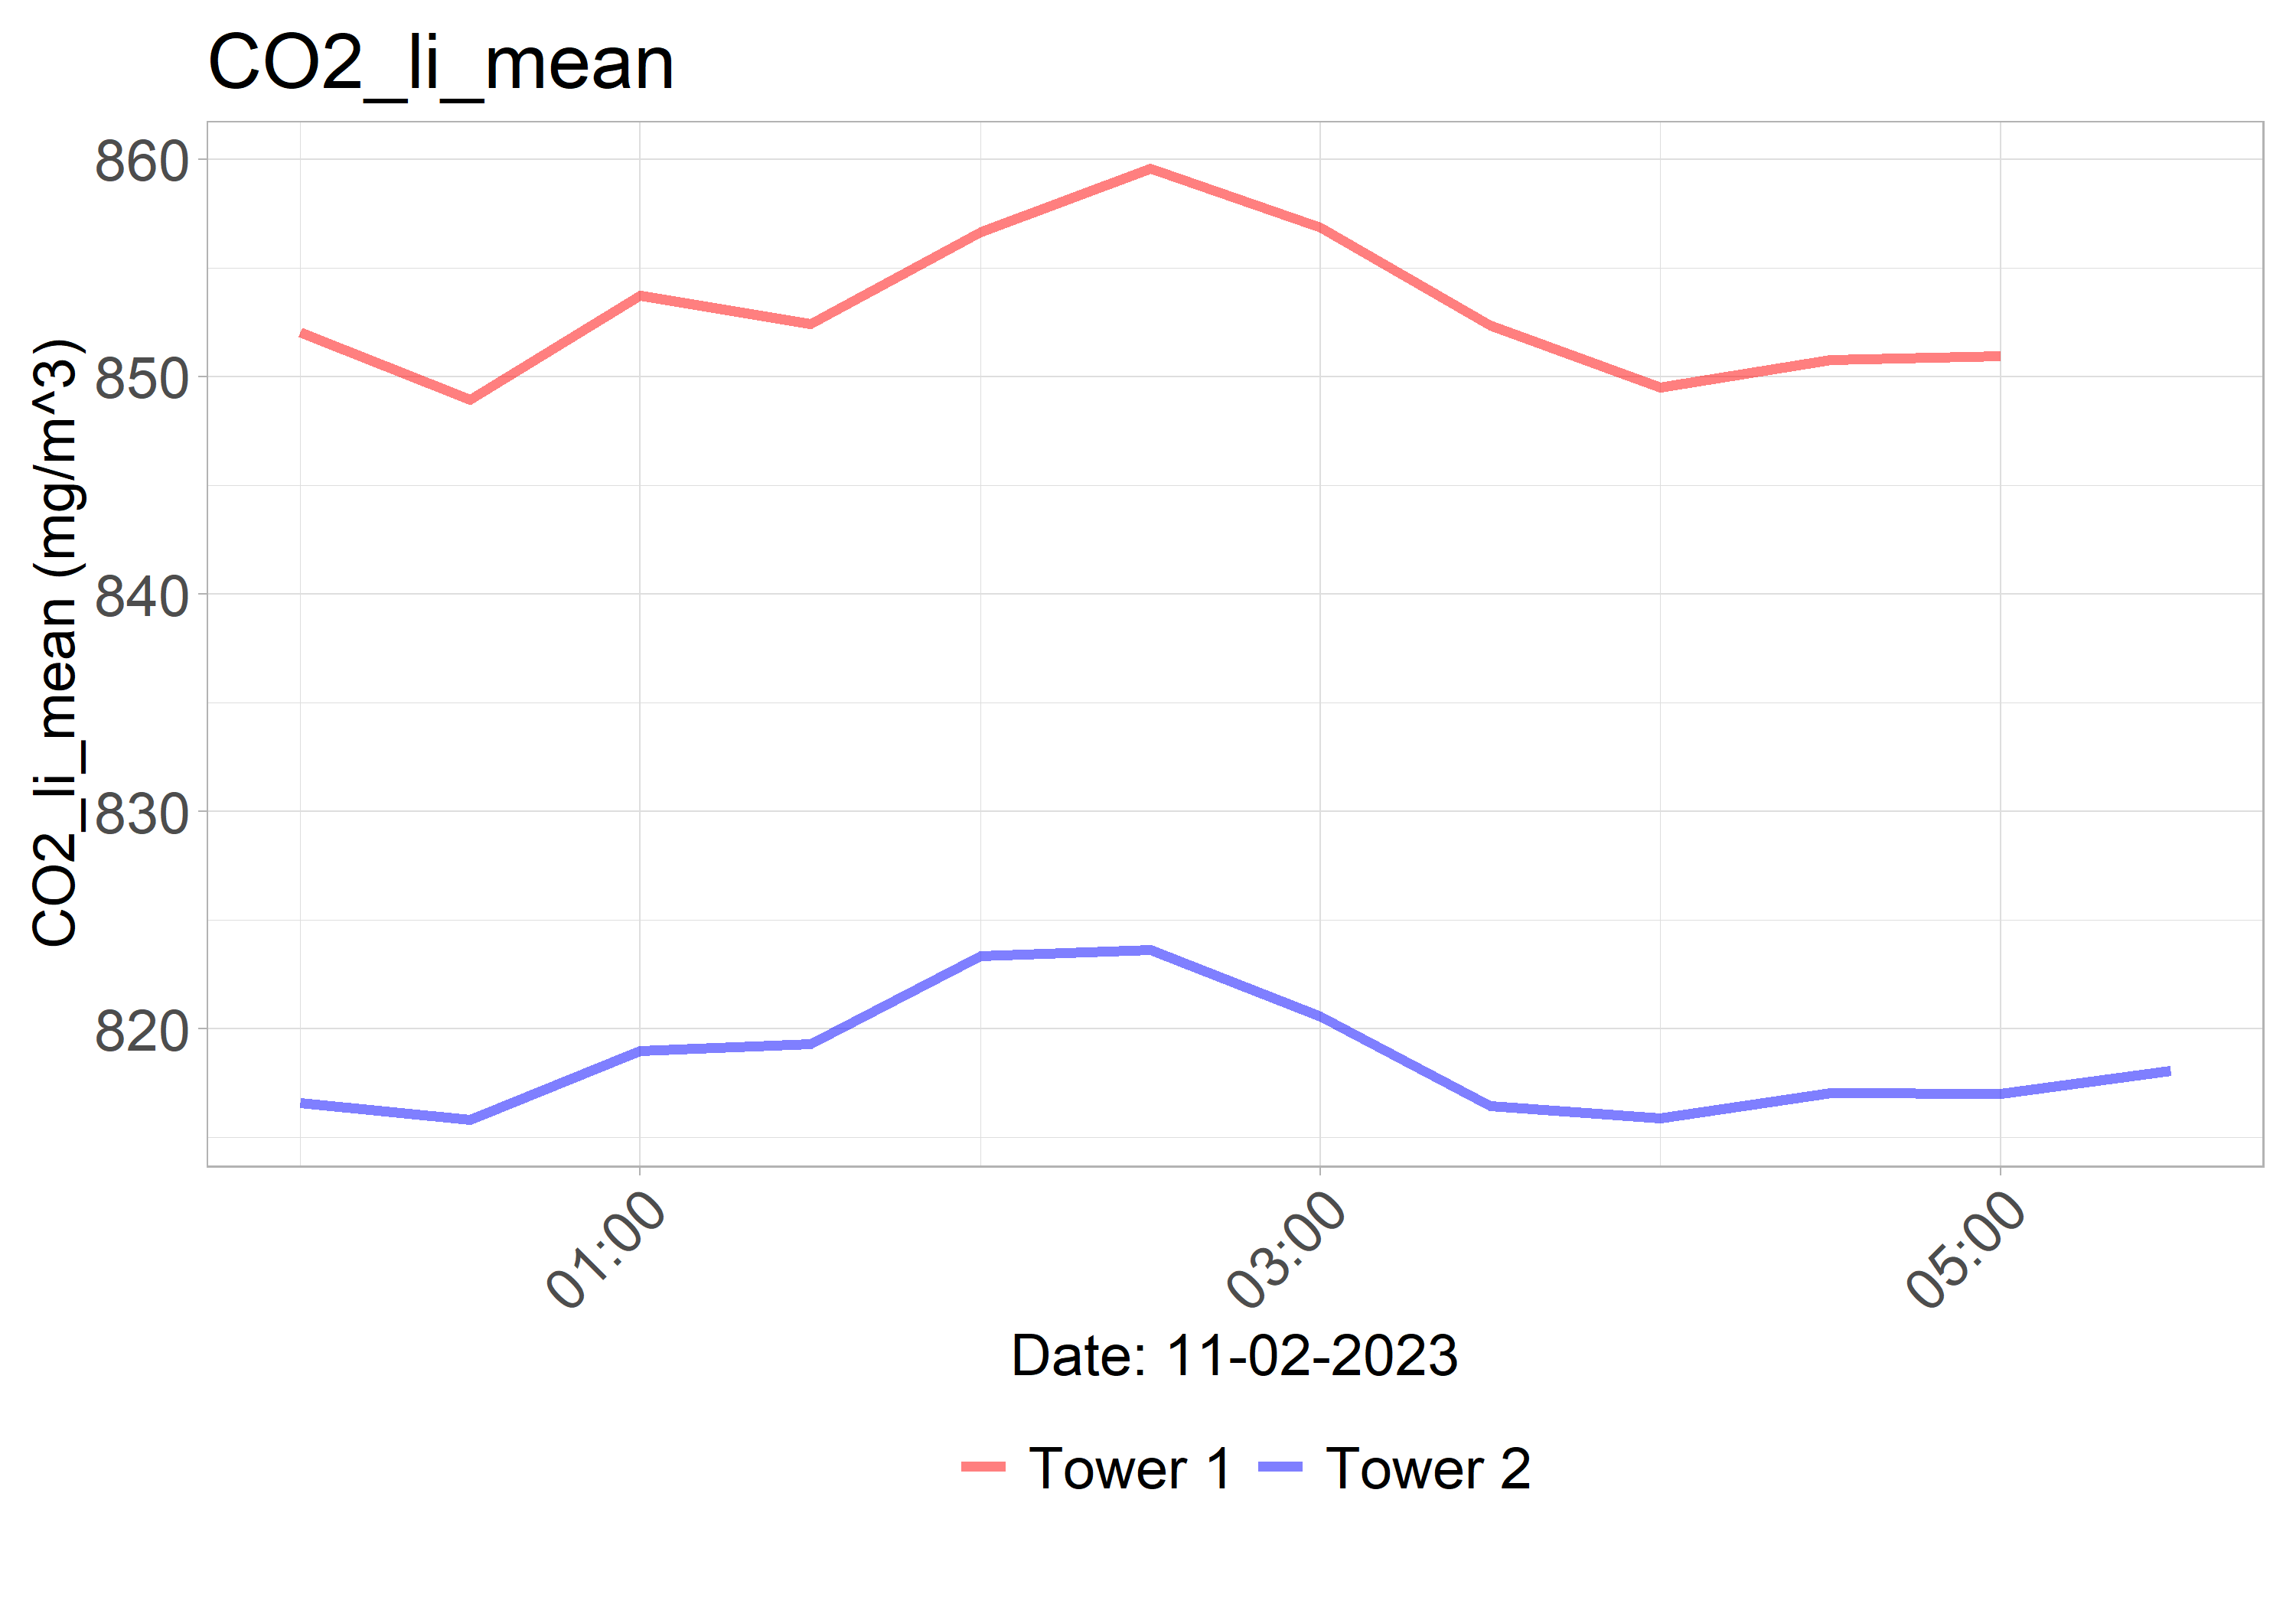 CO2_li_mean
CO2_li_mean (mg/m^3)
860
850
840
830
820
01:00
03:00
05:00
Date: 11-02-2023
Tower 1
Tower 2